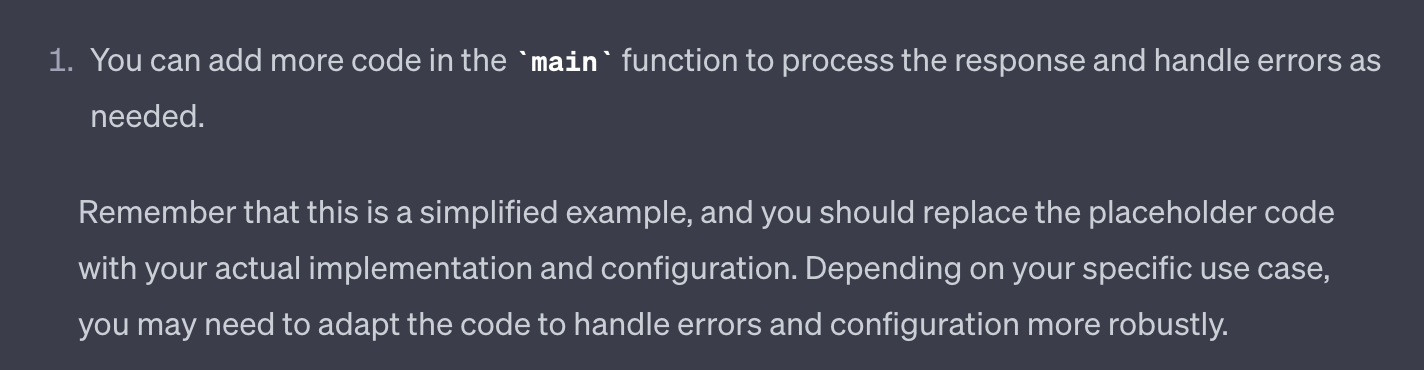 1. You can add more code in the `main` function to process the response and handle errors as
needed.
Remember that this is a simplified example, and you should replace the placeholder code
with your actual implementation and configuration. Depending on your specific use case,
you may need to adapt the code to handle errors and configuration more robustly.